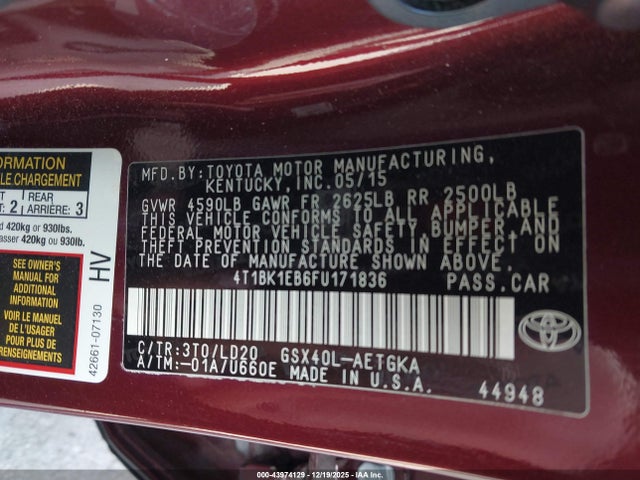 ORMATION
LE CHARGEMENT
2 REAR
ARRIÈRE: 3
420kg or 930lbs.
asser 420kg ou 930lb.
SEE OWNER'S
MANUAL FOR
ADDITIONAL
INFORMATION
VOIR LE MANUEL
DE L'USAGER
POUR PLUS DE
RENSEIGNEMENTS
HV
42661-07130
MFD.BY:TOYOTA MOTOR MANUFACTURING,
KENTUCKY,INC.05/15
GVWR 4590LB GAWR FR 2625LB RR 2500LB
THIS VEHICLE CONFORMS TO ALL APPLICABLE
FEDERAL MOTOR VEHICLE SAFETY,BUMPER,AND
THEFT PREVENTION STANDARDS IN EFFECT ON
THE DATE OF MANUFACTURE SHOWN ABOVE.
4T1BK1EB6FU171836 PASS.CAR
C/TR:3T0/LD20 GSX40L-AETGKA
A/TM:-01A/U660E MADE IN U.S.A.
44948
000-43974129 - 12/19/2025 - IAAI.COM